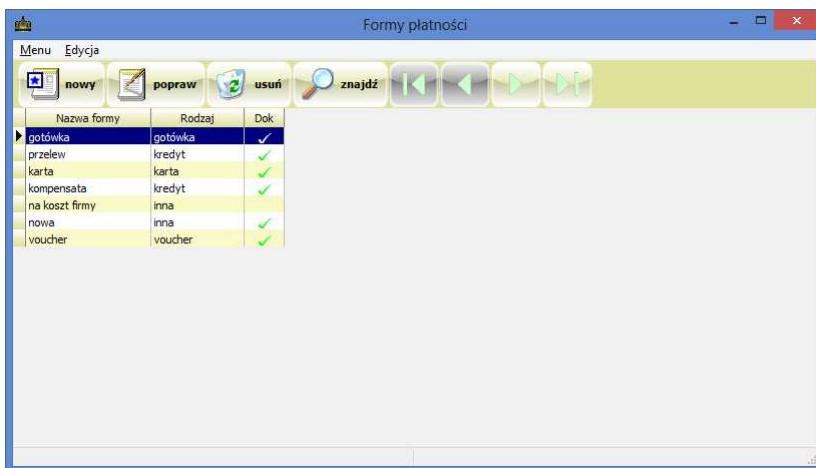 Formy płatności
Menu Edycja
nowy popraw usuń znajdź
Nazwa formy Rodzaj Dok
gotówka gotówka
przelew kredyt
karta karta
kompensata kredyt
na koszt firmy inna
nowa inna
voucher voucher